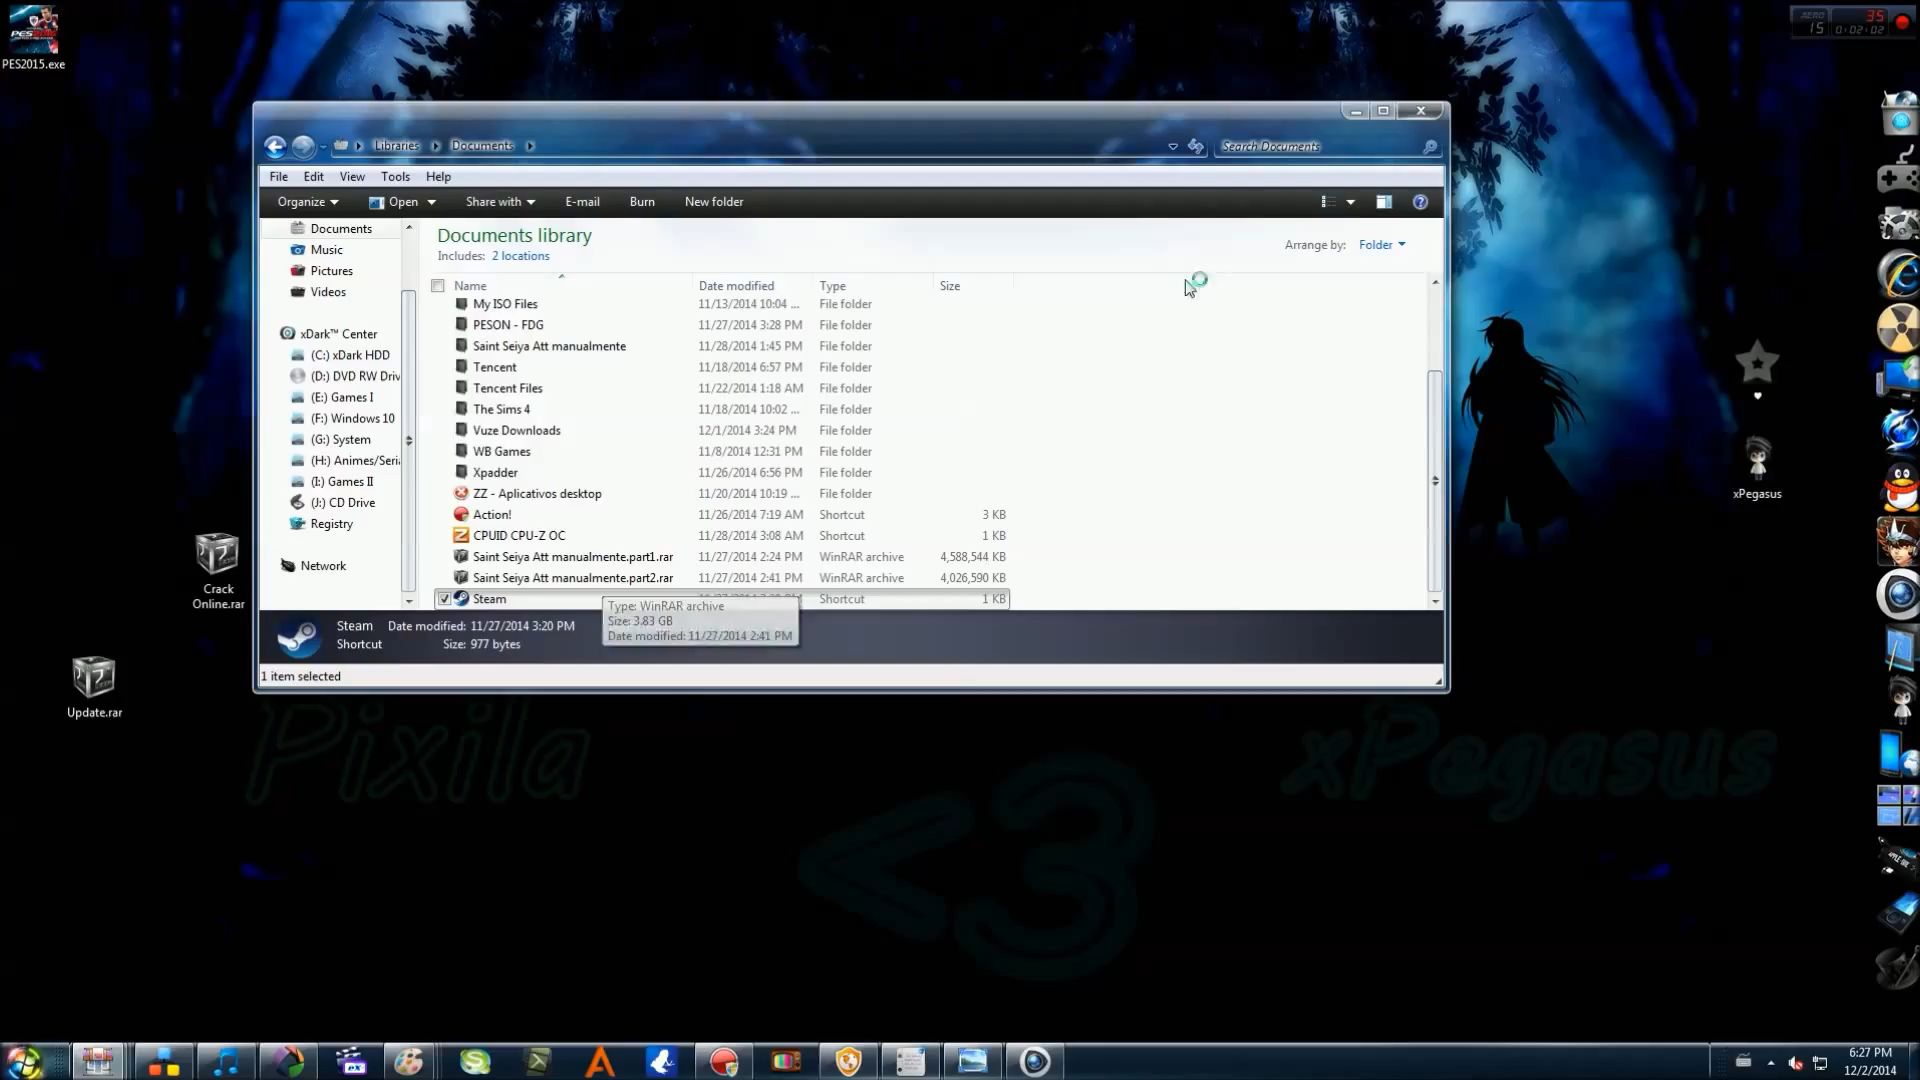 PES2015.exe
AERO
15
35
0:02:02
Libraries
Documents
Search Documents
File Edit View Tools Help
Organize Open Share with E-mail Burn New folder
Documents
Music
Pictures
Videos
xDark™ Center
(C:) xDark HDD
(D:) DVD RW Driv
(E:) Games I
(F:) Windows 10
(G:) System
(H:) Animes/Seri
(I:) Games II
(J:) CD Drive
Registry
Network
Documents library
Includes: 2 locations
Arrange by: Folder
Name Date modified Type Size
My ISO Files 11/13/2014 10:04 ... File folder
PESON - FDG 11/27/2014 3:28 PM File folder
Saint Seiya Att manualmente 11/28/2014 1:45 PM File folder
Tencent 11/18/2014 6:57 PM File folder
Tencent Files 11/22/2014 1:18 AM File folder
The Sims 4 11/18/2014 10:02 ... File folder
Vuze Downloads 12/1/2014 3:24 PM File folder
WB Games 11/8/2014 12:31 PM File folder
Xpadder 11/26/2014 6:56 PM File folder
ZZ - Aplicativos desktop 11/20/2014 10:19 ... File folder
Action! 11/26/2014 7:19 AM Shortcut 3 KB
CPUID CPU-Z OC 11/28/2014 3:08 AM Shortcut 1 KB
Saint Seiya Att manualmente.part1.rar 11/27/2014 2:24 PM WinRAR archive 4,588,544 KB
Saint Seiya Att manualmente.part2.rar 11/27/2014 2:41 PM WinRAR archive 4,026,590 KB
Steam Shortcut 1 KB
Type: WinRAR archive
Size: 3.83 GB
Date modified: 11/27/2014 2:41 PM
Steam Date modified: 11/27/2014 3:20 PM
Shortcut Size: 977 bytes
1 item selected
Crack
Online.rar
Update.rar
xPegasus
Pixila
xPegasus
<3
6:27 PM
12/2/2014